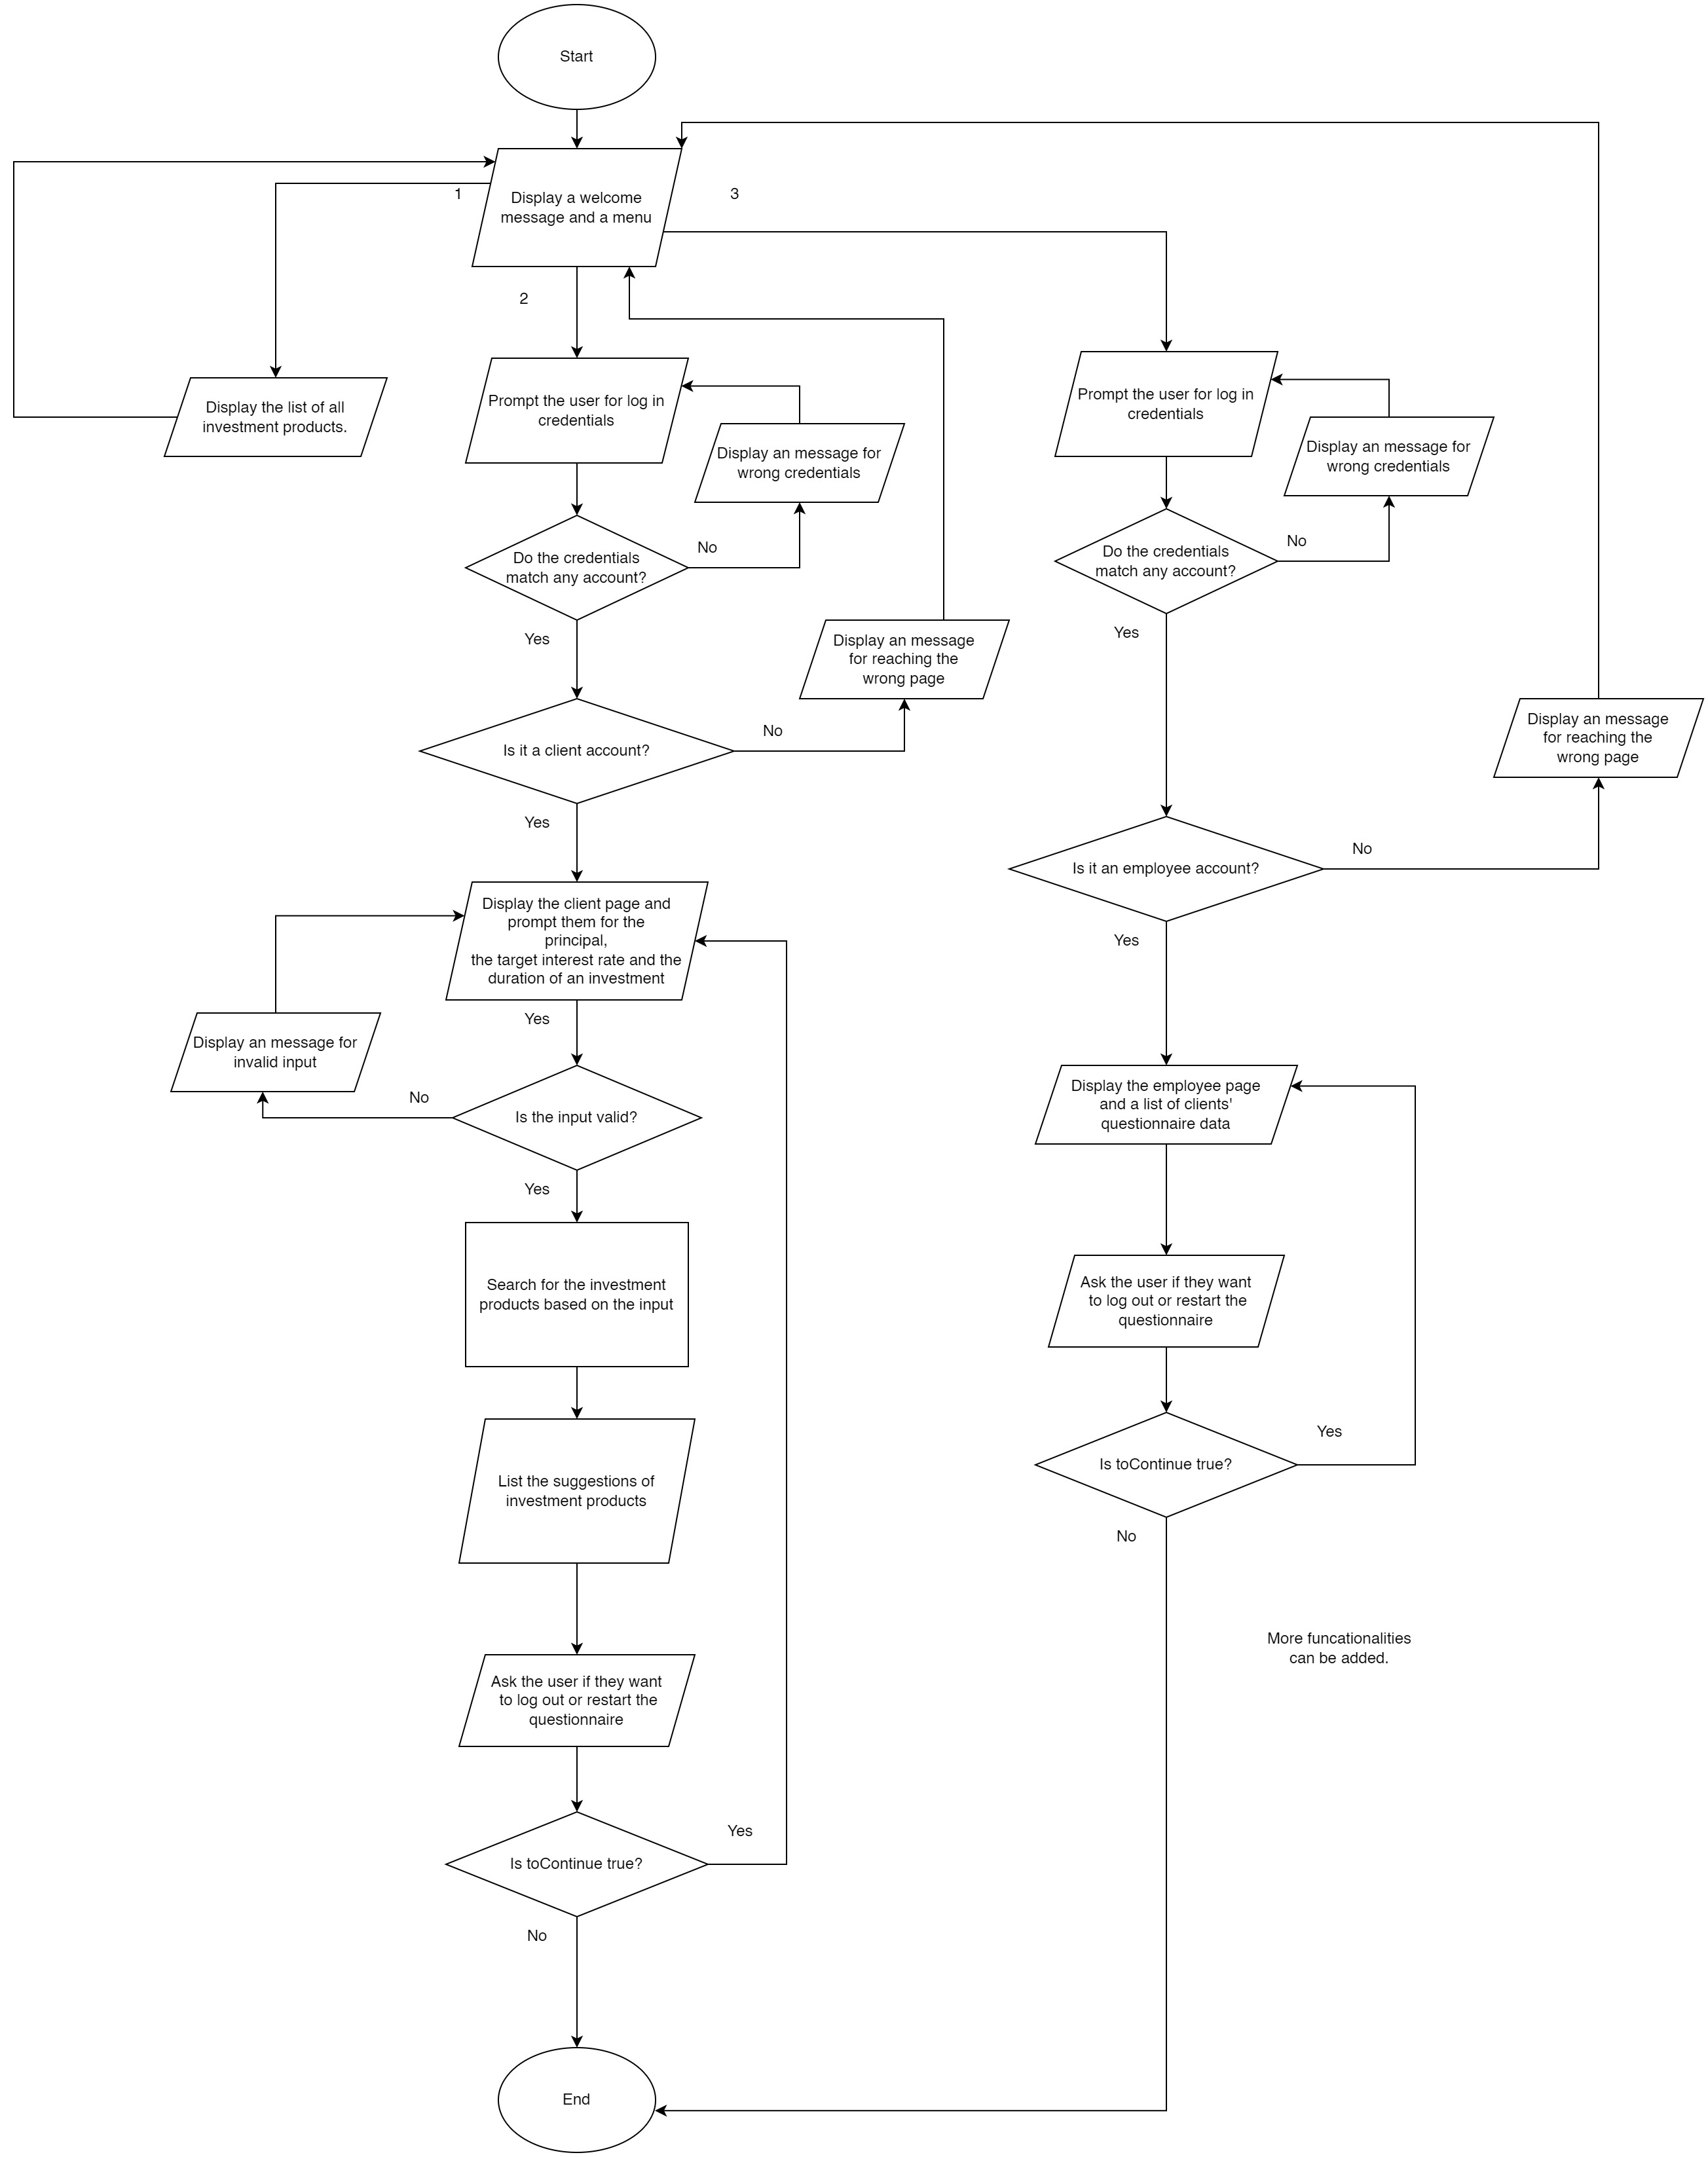 Start
Display a welcome
message and a menu
1
3
2
Display the list of all
investment products.
Prompt the user for log in
credentials
Display an message for
wrong credentials
Do the credentials
match any account?
No
Yes
Display an message
for reaching the
wrong page
Is it a client account?
No
Yes
Display the client page and
prompt them for the
principal,
the target interest rate and the
duration of an investment
Yes
Display an message for
invalid input
No
Is the input valid?
Yes
Search for the investment
products based on the input
List the suggestions of
investment products
Ask the user if they want
to log out or restart the
questionnaire
Is toContinue true?
Yes
No
End
Prompt the user for log in
credentials
Display an message for
wrong credentials
Do the credentials
match any account?
No
Yes
Display an message
for reaching the
wrong page
Is it an employee account?
No
Yes
Display the employee page
and a list of clients'
questionnaire data
Ask the user if they want
to log out or restart the
questionnaire
Is toContinue true?
Yes
No
More funcationalities
can be added.